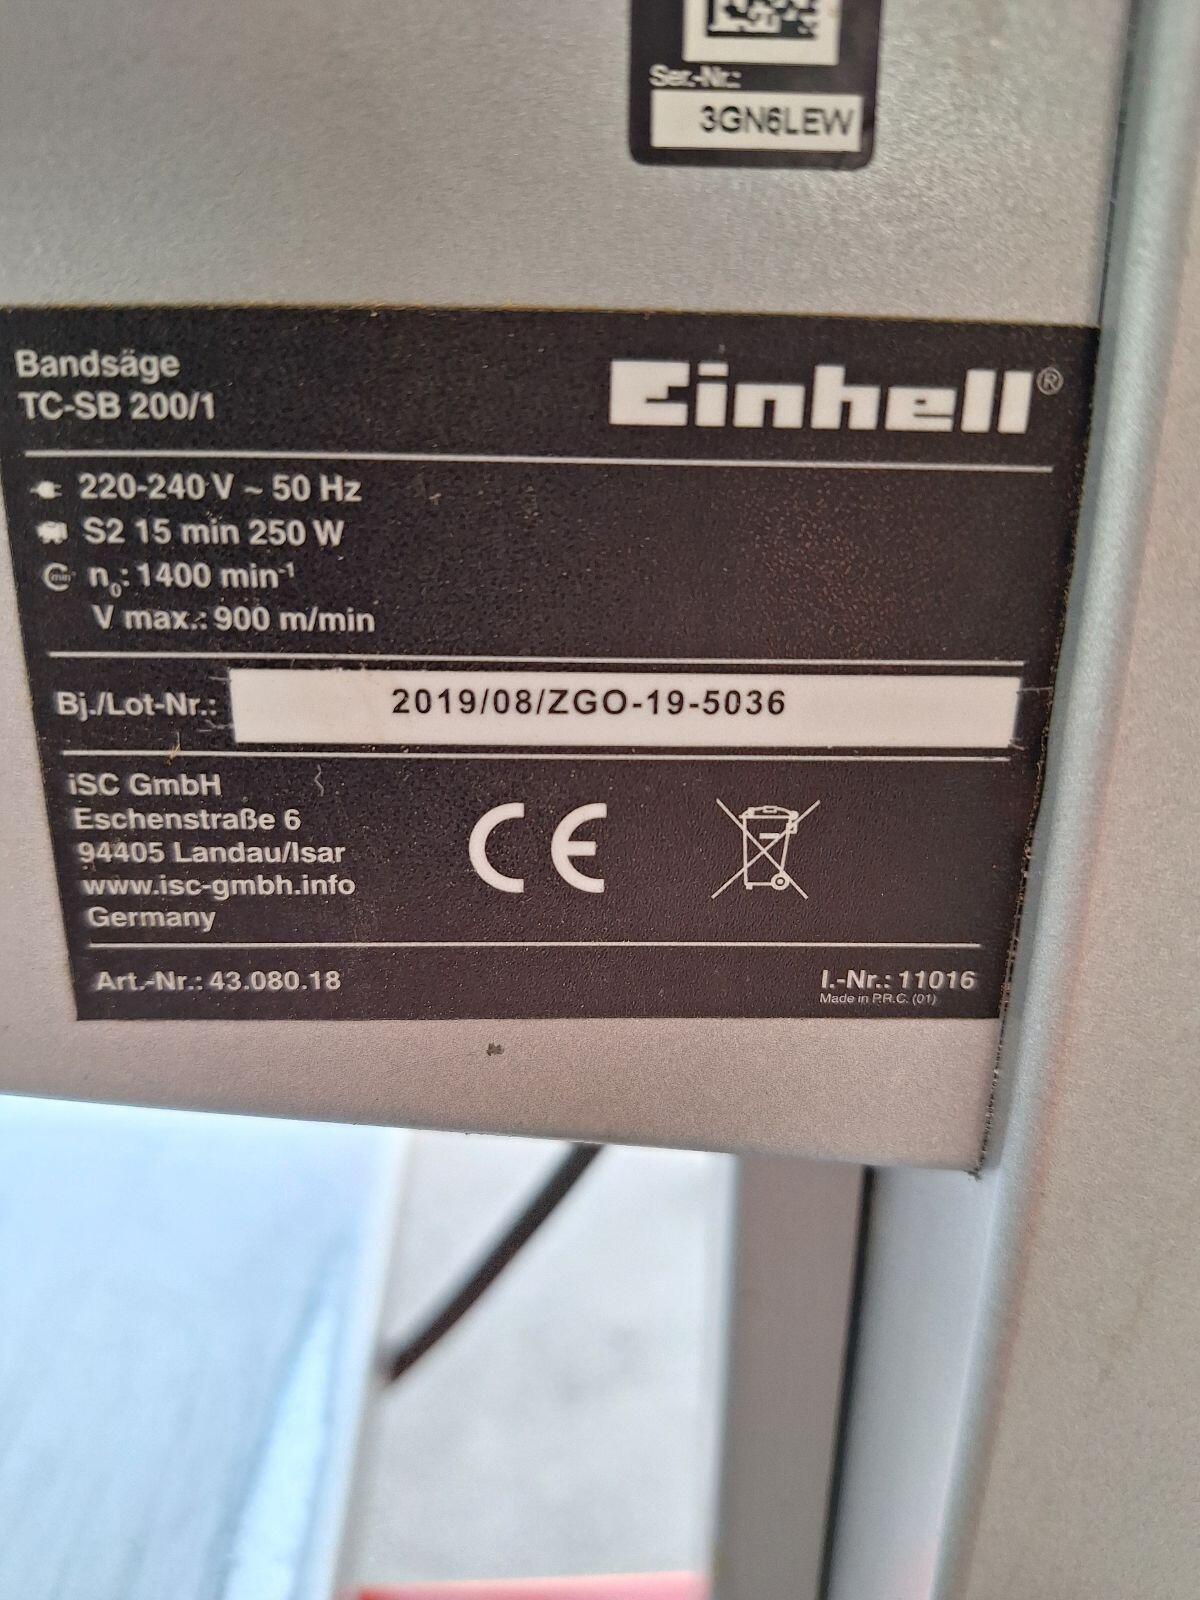 Ser.-Nr.:
3GN6LEW
Bandsäge
TC-SB 200/1
Einhell®
220-240 V ~ 50 Hz
S2 15 min 250 W
min n₀: 1400 min⁻¹
V max.: 900 m/min
Bj./Lot-Nr.: 2019/08/ZGO-19-5036
iSC GmbH
Eschenstraße 6
94405 Landau/Isar
www.isc-gmbh.info
Germany
CE
Art.-Nr.: 43.080.18
I.-Nr.: 11016
Made in P.R.C. (01)